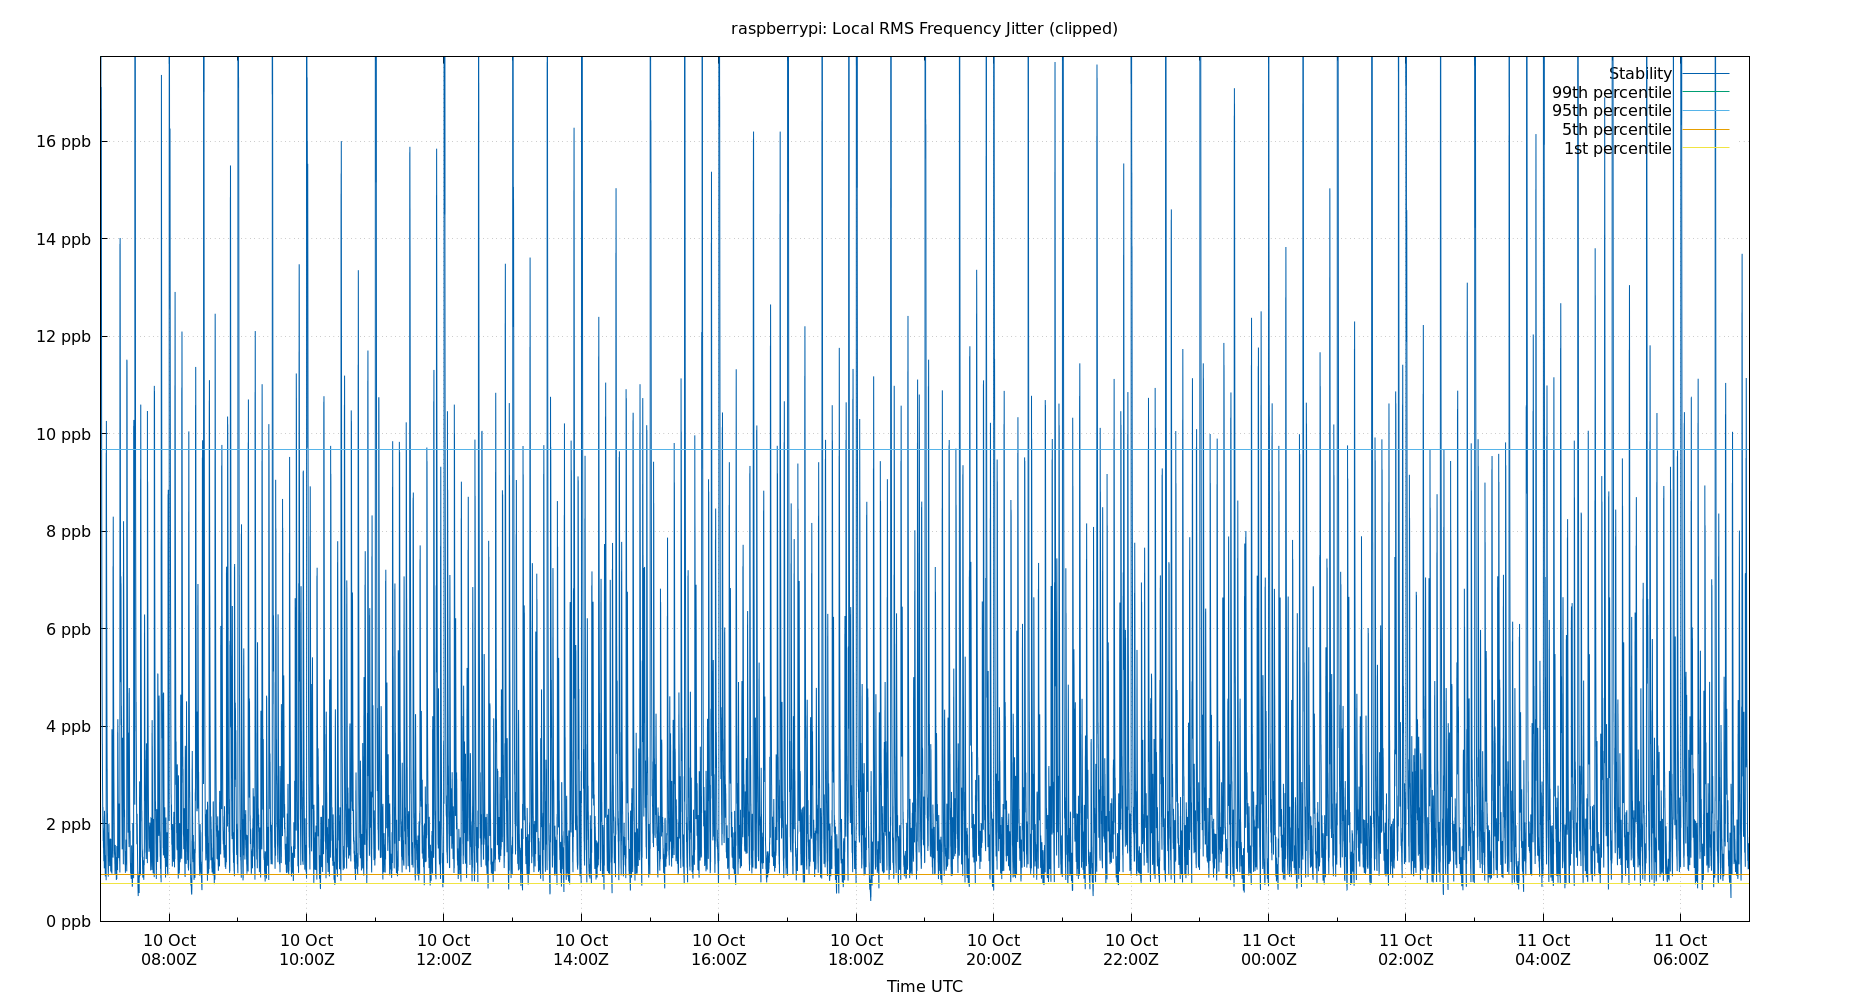 raspberrypi: Local RMS Frequency Jitter (clipped)
Stability
99th percentile
95th percentile
5th percentile
1st percentile
16 ppb
14 ppb
12 ppb
10 ppb
8 ppb
6 ppb
4 ppb
2 ppb
0 ppb
10 Oct 10 Oct 10 Oct 10 Oct 10 Oct 10 Oct 10 Oct 10 Oct 11 Oct 11 Oct 11 Oct 11 Oct
08:00Z 10:00Z 12:00Z 14:00Z 16:00Z 18:00Z 20:00Z 22:00Z 00:00Z 02:00Z 04:00Z 06:00Z
Time UTC